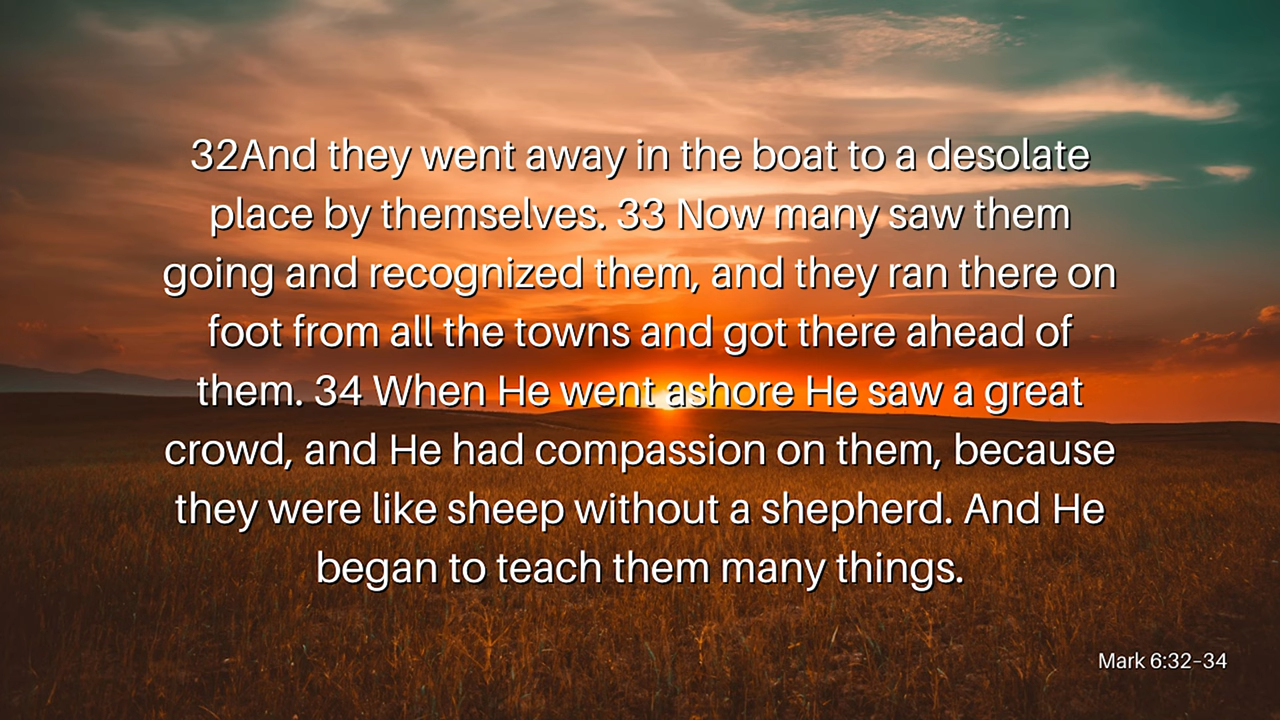 32And they went away in the boat to a desolate
place by themselves. 33 Now many saw them
going and recognized them, and they ran there on
foot from all the towns and got there ahead of
them. 34 When He went ashore He saw a great
crowd, and He had compassion on them, because
they were like sheep without a shepherd. And He
began to teach them many things.
Mark 6:32–34